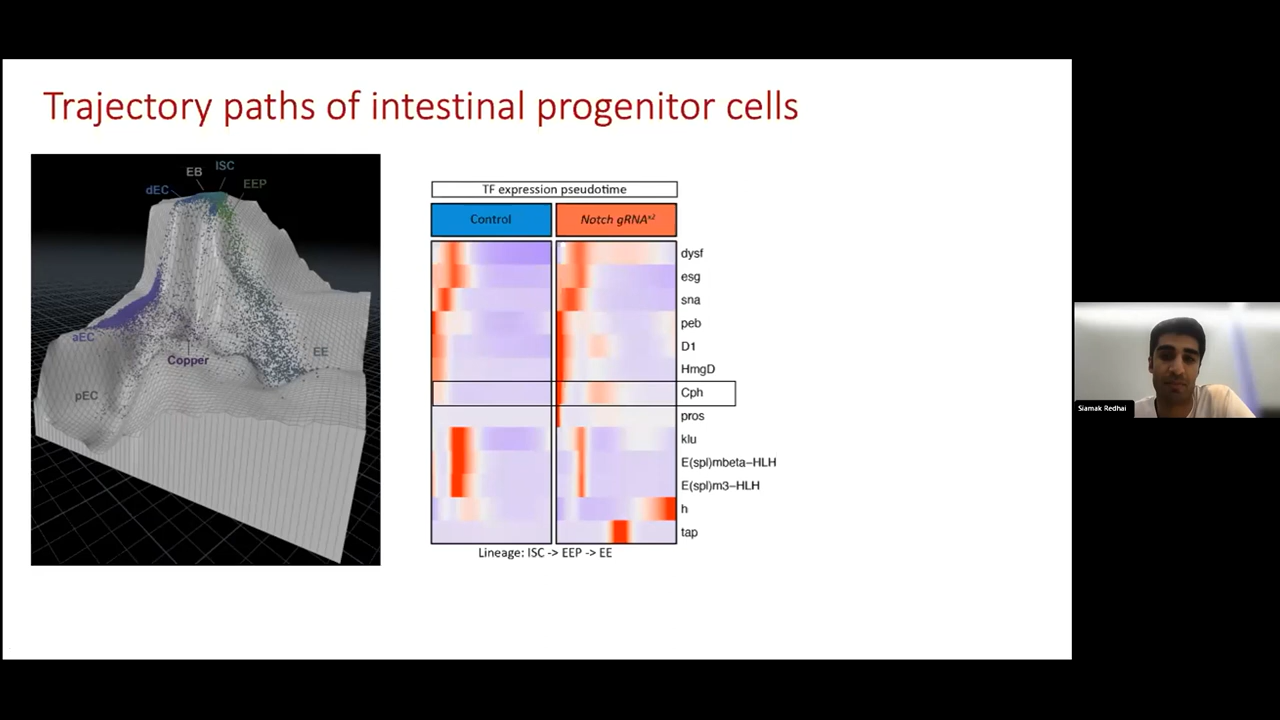 Trajectory paths of intestinal progenitor cells
ISC
EB
dEC
EEP
aEC
EE
Copper
pEC
TF expression pseudotime
Control
Notch gRNAx2
dysf
esg
sna
peb
D1
HmgD
Cph
pros
klu
E(spl)mbeta–HLH
E(spl)m3–HLH
h
tap
Lineage: ISC -> EEP -> EE
Siamak Redhai